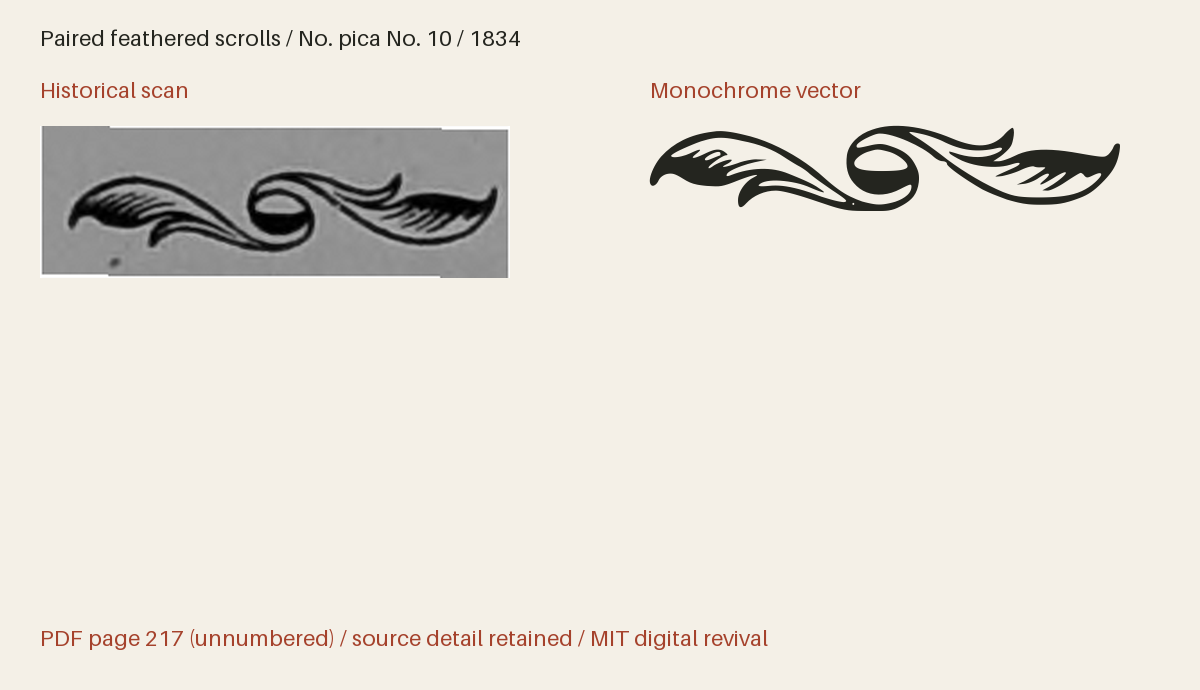 Paired feathered scrolls / No. pica No. 10 / 1834
Historical scan
Monochrome vector
PDF page 217 (unnumbered) / source detail retained / MIT digital revival